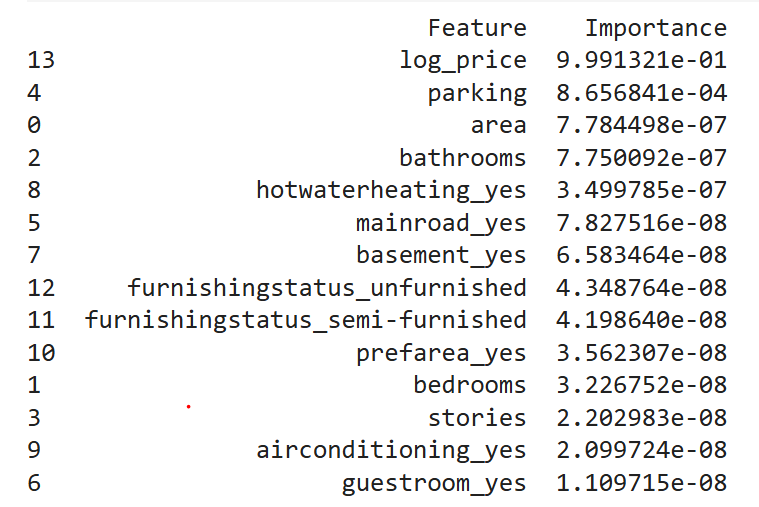 Feature Importance
13 log_price 9.991321e-01
4 parking 8.656841e-04
0 area 7.784498e-07
2 bathrooms 7.750092e-07
8 hotwaterheating_yes 3.499785e-07
5 mainroad_yes 7.827516e-08
7 basement_yes 6.583464e-08
12 furnishingstatus_unfurnished 4.348764e-08
11 furnishingstatus_semi-furnished 4.198640e-08
10 prefarea_yes 3.562307e-08
1 bedrooms 3.226752e-08
3 stories 2.202983e-08
9 airconditioning_yes 2.099724e-08
6 guestroom_yes 1.109715e-08